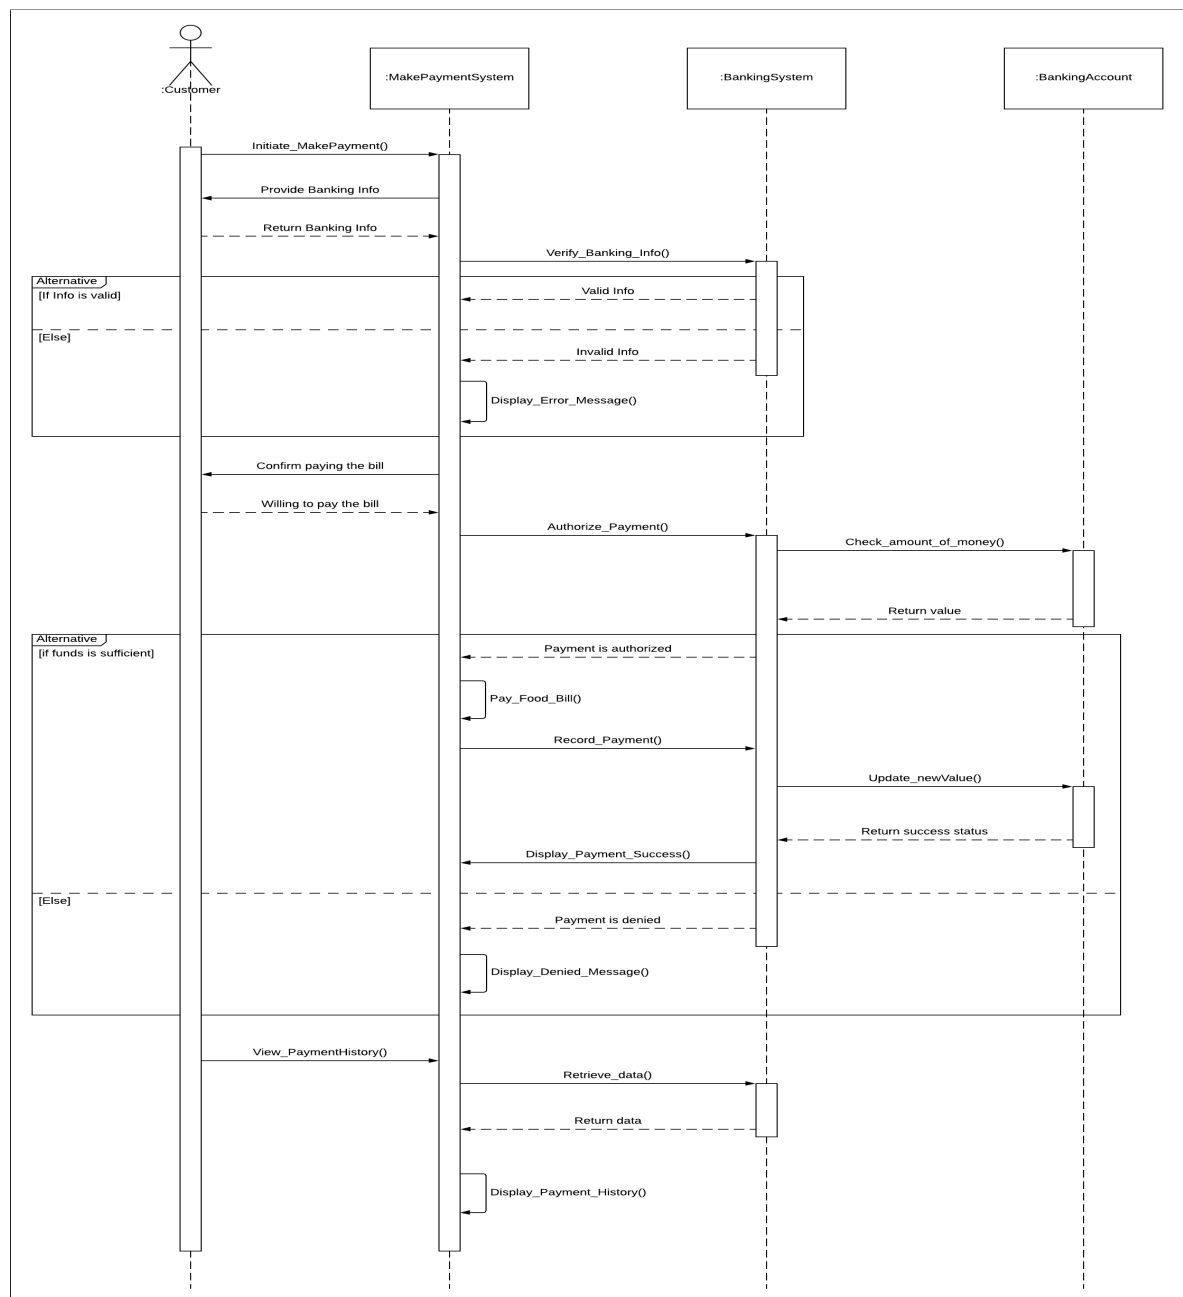 :Customer
:MakePaymentSystem
:BankingSystem
:BankingAccount
Initiate_MakePayment()
Provide Banking Info
Return Banking Info
Verify_Banking_Info()
Alternative
[If Info is valid]
Valid Info
[Else]
Invalid Info
Display_Error_Message()
Confirm paying the bill
Willing to pay the bill
Authorize_Payment()
Check_amount_of_money()
Return value
Alternative
[if funds is sufficient]
Payment is authorized
Pay_Food_Bill()
Record_Payment()
Update_newValue()
Return success status
Display_Payment_Success()
[Else]
Payment is denied
Display_Denied_Message()
View_PaymentHistory()
Retrieve_data()
Return data
Display_Payment_History()